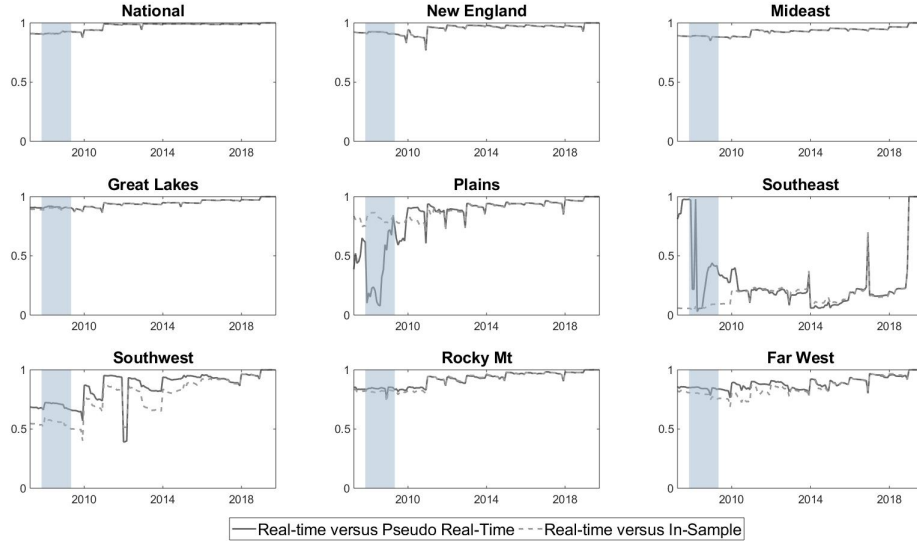 National New England Mideast
1 1 1
0.5 0.5 0.5
0 0 0
2010 2014 2018 2010 2014 2018 2010 2014 2018
Great Lakes Plains Southeast
1 1 1
0.5 0.5 0.5
0 0 0
2010 2014 2018 2010 2014 2018 2010 2014 2018
Southwest Rocky Mt Far West
1 1 1
0.5 0.5 0.5
0 0 0
2010 2014 2018 2010 2014 2018 2010 2014 2018
Real-time versus Pseudo Real-Time Real-time versus In-Sample